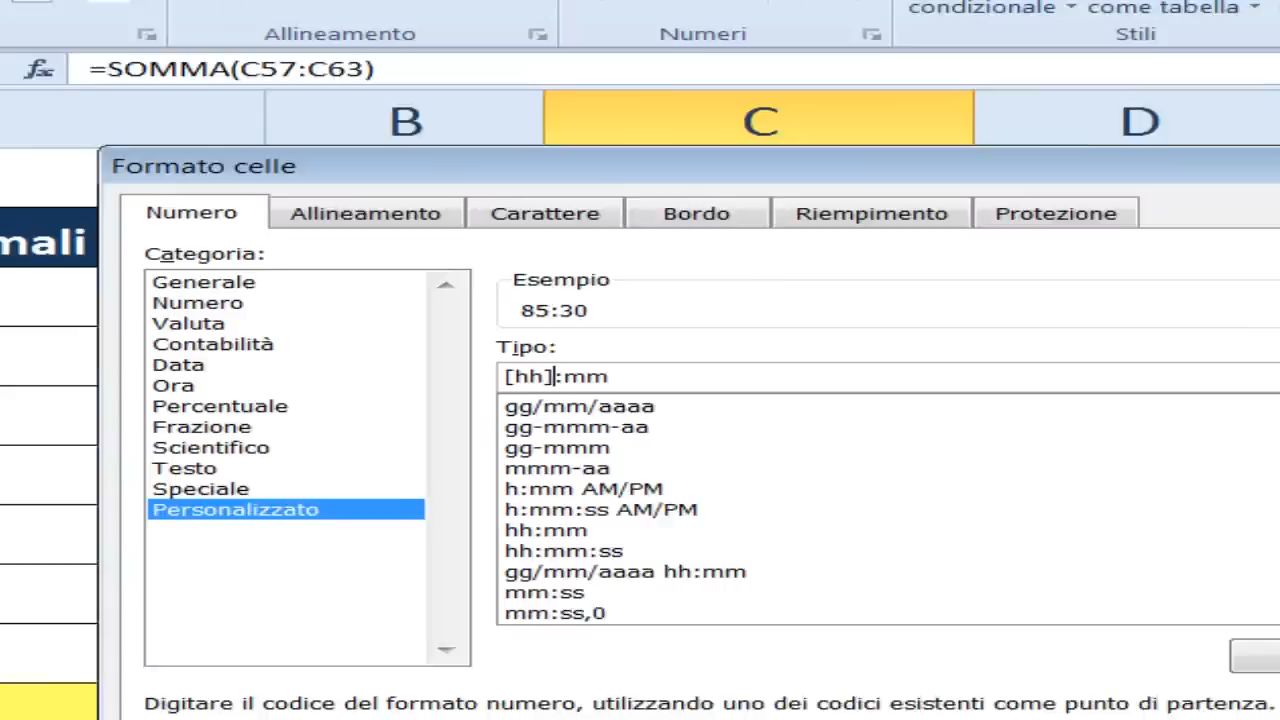 condizionale come tabella
Allineamento Numeri Stili
fx =SOMMA(C57:C63)
B C D
Formato celle
Numero Allineamento Carattere Bordo Riempimento Protezione
mali
Categoria:
Generale
Numero
Valuta
Contabilità
Data
Ora
Percentuale
Frazione
Scientifico
Testo
Speciale
Personalizzato
Esempio
85:30
Tipo:
[hh]:mm
gg/mm/aaaa
gg-mmm-aa
gg-mmm
mmm-aa
h:mm AM/PM
h:mm:ss AM/PM
hh:mm
hh:mm:ss
gg/mm/aaaa hh:mm
mm:ss
mm:ss,0
Digitare il codice del formato numero, utilizzando uno dei codici esistenti come punto di partenza.